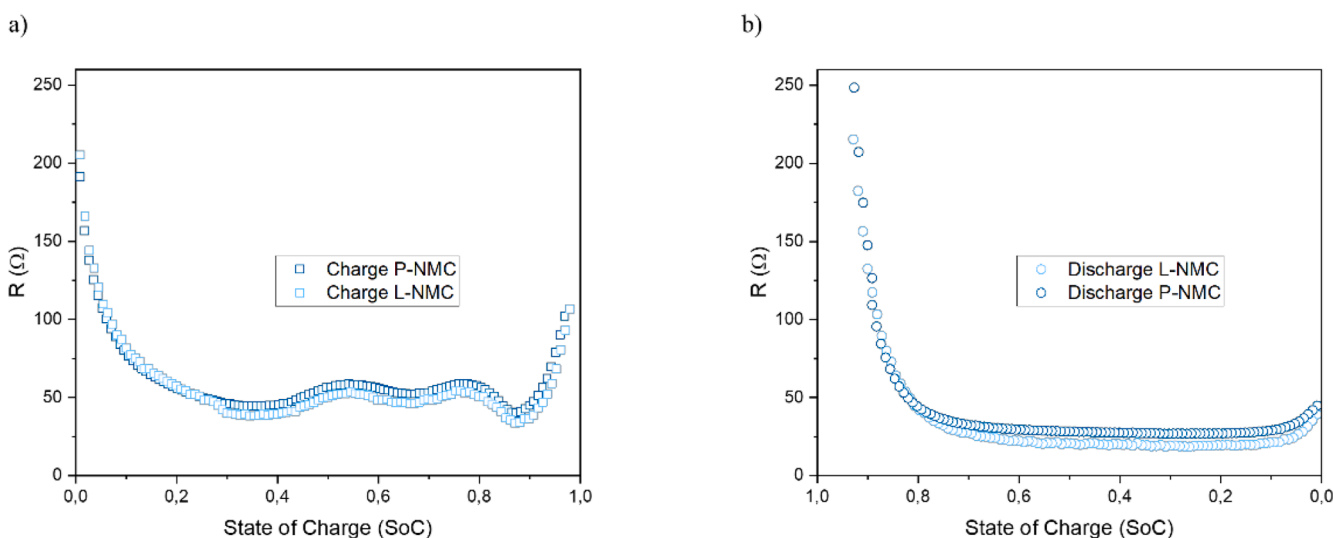 a)
250
200
150
100
50
0
R (Ω)
Charge P-NMC
Charge L-NMC
0,0 0,2 0,4 0,6 0,8 1,0
State of Charge (SoC)
b)
250
200
150
100
50
0
R (Ω)
Discharge L-NMC
Discharge P-NMC
1,0 0,8 0,6 0,4 0,2 0,0
State of Charge (SoC)